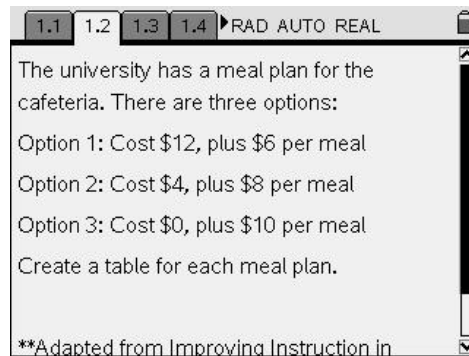 1.1 1.2 1.3 1.4 RAD AUTO REAL
The university has a meal plan for the
cafeteria. There are three options:
Option 1: Cost $12, plus $6 per meal
Option 2: Cost $4, plus $8 per meal
Option 3: Cost $0, plus $10 per meal
Create a table for each meal plan.
**Adapted from Improving Instruction in